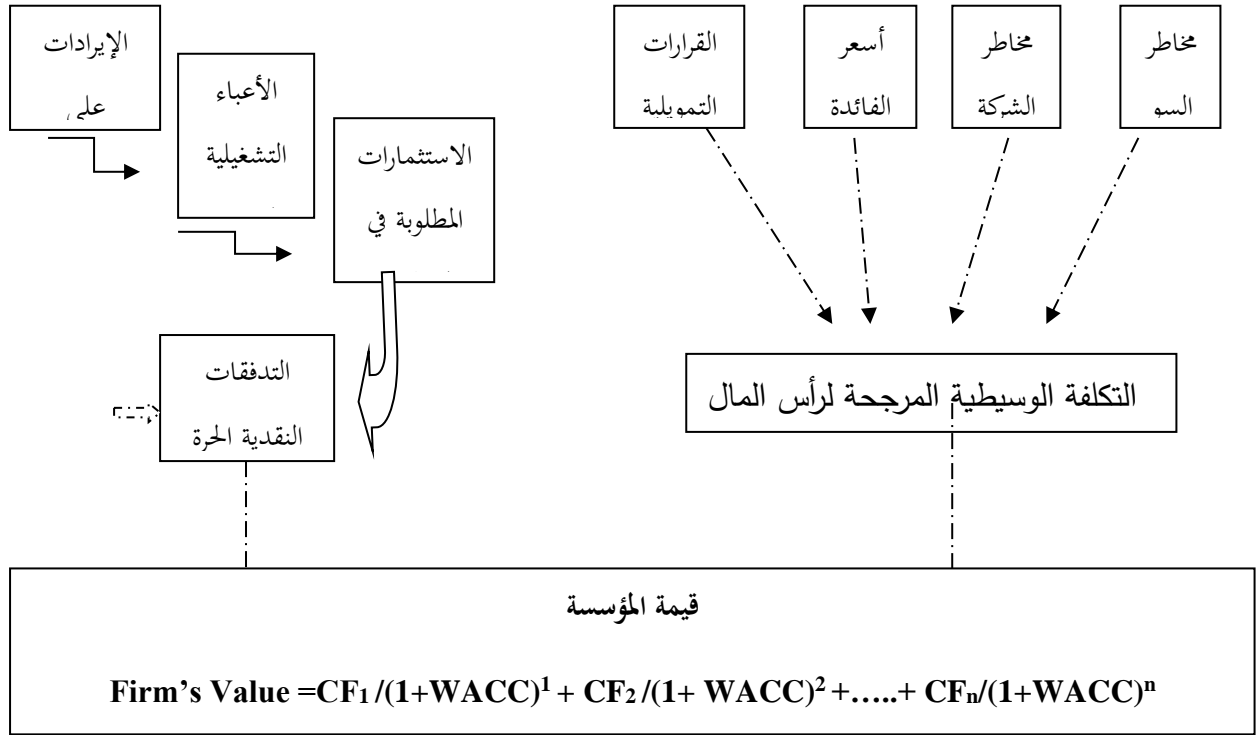 مخاطر
السو
مخاطر
الشركة
أسعر
الفائدة
القرارات
التمويلية
الإيرادات
على
الأعباء
التشغيلية
الاستثمارات
المطلوبة في
التدفقات
النقدية الحرة
التكلفة الوسيطية المرجحة لرأس المال
قيمة المؤسسة
Firm's Value =CF₁ /(1+WACC)¹ + CF₂ /(1+ WACC)² +…..+ CFₙ/(1+WACC)ⁿ